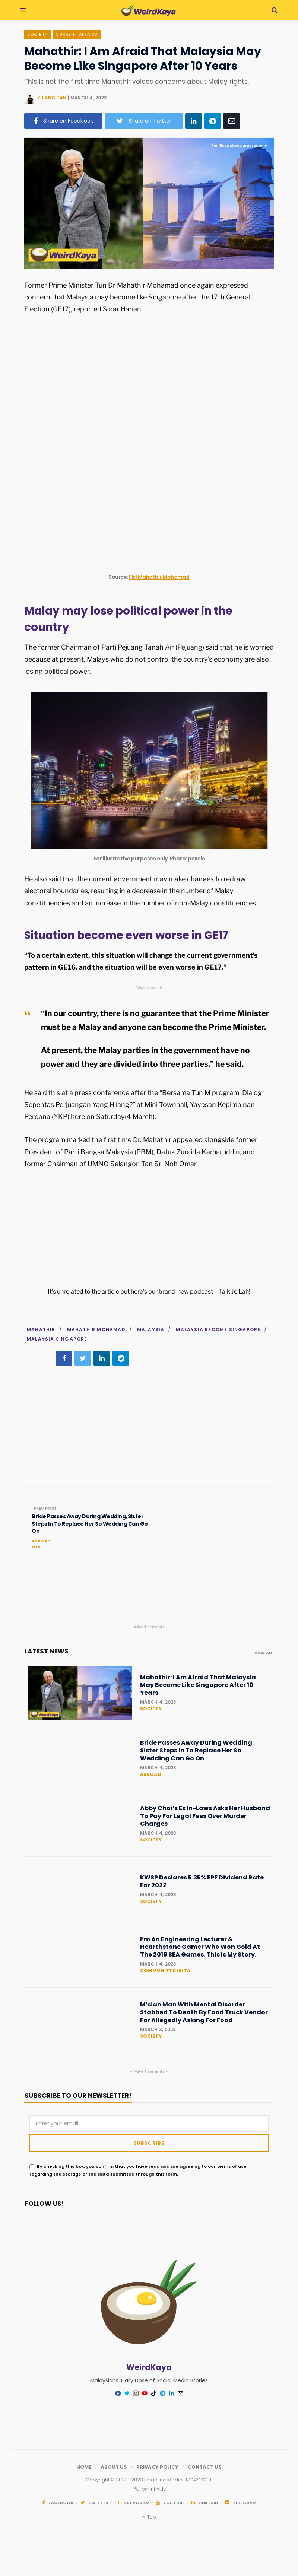 WeirdKaya
SOCIETY
CURRENT AFFAIRS
Mahathir: I Am Afraid That Malaysia May
Become Like Singapore After 10 Years
This is not the first time Mahathir voices concerns about Malay rights.
YU ANG TAN | MARCH 4, 2023
Share on Facebook
Share on Twitter
For illustration purposes only.
WeirdKaya
Former Prime Minister Tun Dr Mahathir Mohamad once again expressed
concern that Malaysia may become like Singapore after the 17th General
Election (GE17), reported Sinar Harian.
Source: Fb/Mahathir Mohamad
Malay may lose political power in the
country
The former Chairman of Parti Pejuang Tanah Air (Pejuang) said that he is worried
because at present, Malays who do not control the country's economy are also
losing political power.
For illustrative purposes only. Photo: pexels
He also said that the current government may make changes to redraw
electoral boundaries, resulting in a decrease in the number of Malay
constituencies and an increase in the number of non-Malay constituencies.
Situation become even worse in GE17
“To a certain extent, this situation will change the current government's
pattern in GE16, and the situation will be even worse in GE17.”
- Advertisements -
“In our country, there is no guarantee that the Prime Minister
must be a Malay and anyone can become the Prime Minister.
At present, the Malay parties in the government have no
power and they are divided into three parties,” he said.
He said this at a press conference after the “Bersama Tun M program: Dialog
Sempentas Perjuangan Yang Hilang?” at Mini Townhall, Yayasan Kepimpinan
Perdana (YKP) here on Saturday(4 March).
The program marked the first time Dr. Mahathir appeared alongside former
President of Parti Bangsa Malaysia (PBM), Datuk Zuraida Kamaruddin, and
former Chairman of UMNO Selangor, Tan Sri Noh Omar.
It's unrelated to the article but here's our brand-new podcast – Talk Je Lah!
MAHATHIR / MAHATHIR MOHAMAD / MALAYSIA / MALAYSIA BECOME SINGAPORE /
MALAYSIA SINGAPORE
PREV POST
Bride Passes Away During Wedding, Sister
Steps In To Replace Her So Wedding Can Go
On
ABROAD
FUN
- Advertisements -
LATEST NEWS
VIEW ALL
WeirdKaya
Mahathir: I Am Afraid That Malaysia
May Become Like Singapore After 10
Years
MARCH 4, 2023
SOCIETY
Bride Passes Away During Wedding,
Sister Steps In To Replace Her So
Wedding Can Go On
MARCH 4, 2023
ABROAD
Abby Choi's Ex In-Laws Asks Her Husband
To Pay For Legal Fees Over Murder
Charges
MARCH 4, 2023
SOCIETY
KWSP Declares 5.35% EPF Dividend Rate
For 2022
MARCH 4, 2023
SOCIETY
I'm An Engineering Lecturer &
Hearthstone Gamer Who Won Gold At
The 2019 SEA Games. This Is My Story.
MARCH 4, 2023
COMMUNITYCERITA
M'sian Man With Mental Disorder
Stabbed To Death By Food Truck Vendor
For Allegedly Asking For Food
MARCH 3, 2023
SOCIETY
- Advertisements -
SUBSCRIBE TO OUR NEWSLETTER!
Enter your email
SUBSCRIBE
By checking this box, you confirm that you have read and are agreeing to our terms of use
regarding the storage of the data submitted through this form.
FOLLOW US!
WeirdKaya
Malaysians' Daily Dose of Social Media Stories
HOME / ABOUT US / PRIVACY POLICY / CONTACT US
by Infinity
FACEBOOK / TWITTER / INSTAGRAM / YOUTUBE / LINKEDIN / TELEGRAM
Top